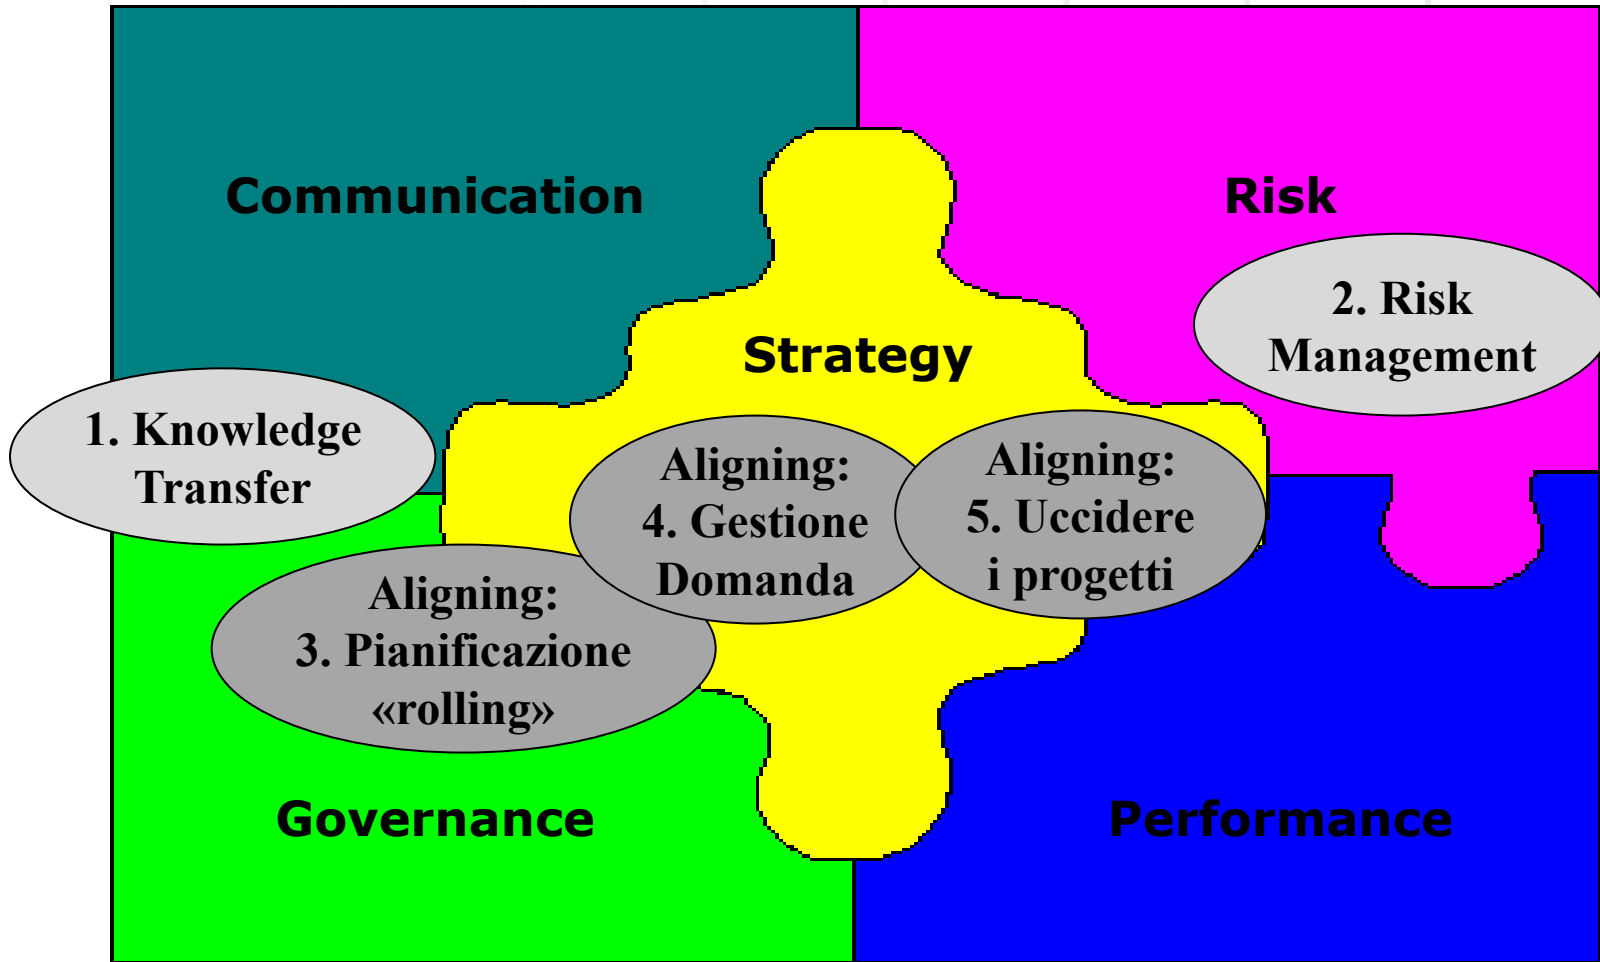 Communication
Risk
2. Risk
Management
Strategy
1. Knowledge
Transfer
Aligning:
4. Gestione
Domanda
Aligning:
5. Uccidere
i progetti
Aligning:
3. Pianificazione
«rolling»
Governance
Performance